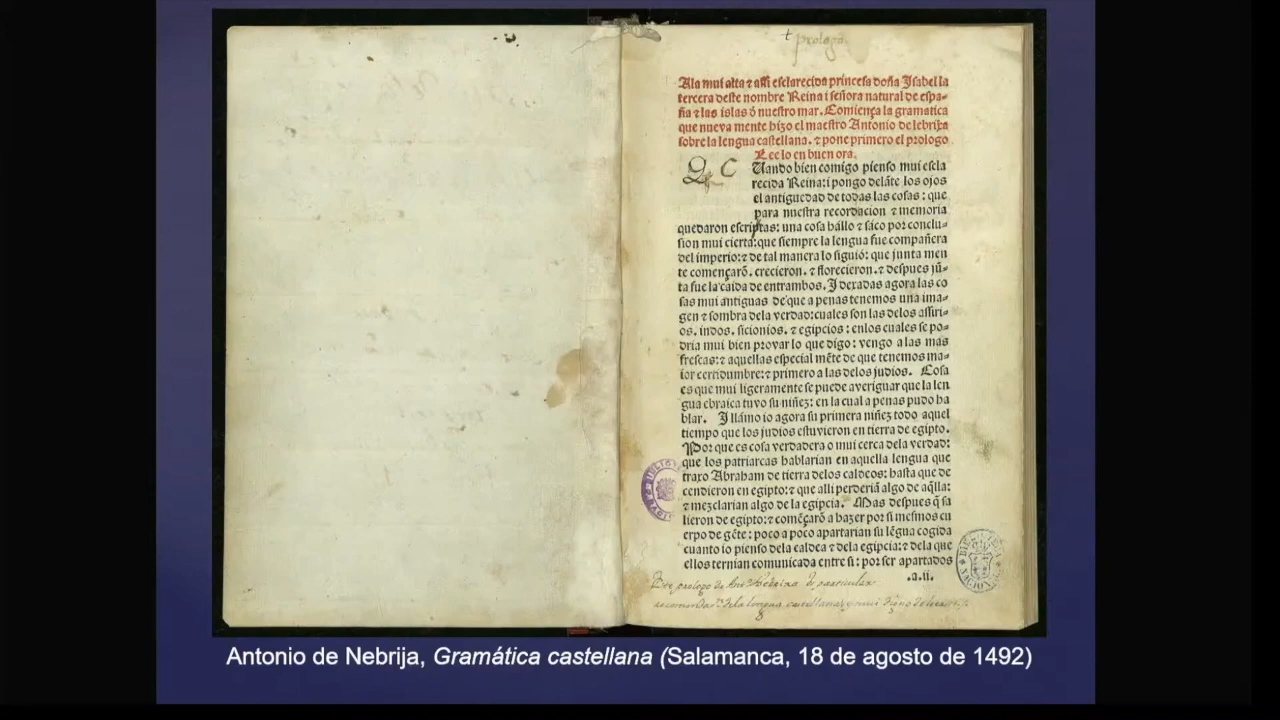 prologo.
Ala mui alta ⁊ assi esclarecida princesa doña Isabel la
tercera deste nombre Reina i señora natural de espa-
ña ⁊ las islas d̄ nuestro mar. Comiença la gramatica
que nueva mente hizo el maestro Antonio de lebrixa
sobre la lengua castellana. ⁊ pone primero el prologo
Lee lo en buen ora.
C
Uando bien comigo pienso mui escla
recida Reina: i pongo delãte los ojos
el antiguedad de todas las cosas: que
para nuestra recordacion ⁊ memoria
quedaron escriptas: una cosa hállo ⁊ sáco por conclu-
sion mui cierta: que siempre la lengua fue compañera
del imperio: ⁊ de tal manera lo siguió: que junta men
te començarõ. crecieron. ⁊ florecieron. ⁊ despues jũ-
ta fue la caida de entrambos. I dexadas agora las co
sas mui antiguas de que a penas tenemos una ima-
gen ⁊ sombra dela verdad: cuales son las delos assiri-
os. indos. sicionios. ⁊ egipcios: enlos cuales se po-
dria mui bien provar lo que digo: vengo a las mas
frescas: ⁊ aquellas especial mẽte de que tenemos ma-
ior certidumbre: ⁊ primero a las delos judios. Cosa
es que mui ligeramente se puede averiguar que la len
gua ebraica tuvo su niñez: en la cual a penas pudo ha
blar. I llámo io agora su primera niñez todo aquel
tiempo que los judios estuvieron en tierra de egipto.
Por que es cosa verdadera o mui cerca dela verdad:
que los patriarcas hablarian en aquella lengua que
traxo Abraham de tierra delos caldeos: hasta que de
cendieron en egipto: ⁊ que alli perderiã algo de aq̃lla:
⁊ mezclarian algo de la egipcia. Mas despues q̃ sa
lieron de egipto: ⁊ començarõ a hazer por si mesmos cu
erpo de gẽte: poco a poco apartarian su lẽgua cogida
cuanto io pienso dela caldea ⁊ dela egipcia: ⁊ dela que
ellos ternian comunicada entre si: por ser apartados
.a.ii.
Este prologo de Antº Nebrixa
dela lengua castellana
Antonio de Nebrija, Gramática castellana (Salamanca, 18 de agosto de 1492)